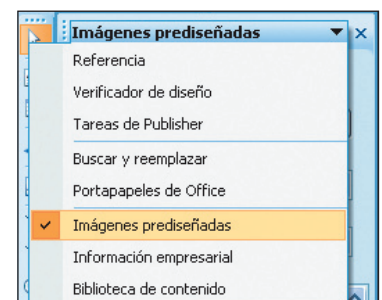 Imágenes prediseñadas
Referencia
Verificador de diseño
Tareas de Publisher
Buscar y reemplazar
Portapapeles de Office
Imágenes prediseñadas
Información empresarial
Biblioteca de contenido